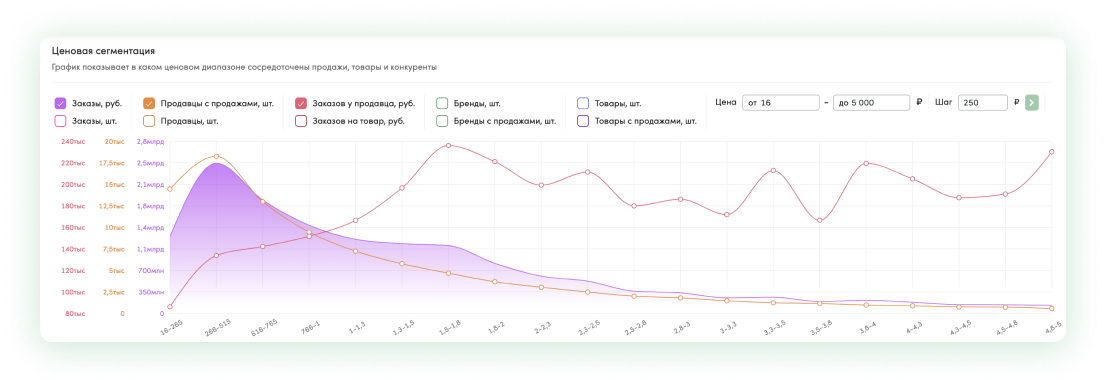 Ценовая сегментация
График показывает в каком ценовом диапазоне сосредоточены продажи, товары и конкуренты
Заказы, руб. Продавцы с продажами, шт. Заказов у продавца, руб. Бренды, шт. Товары, шт. Цена от 16 – до 5 000 ₽ Шаг 250 ₽
Заказы, шт. Продавцы, шт. Заказов на товар, руб. Бренды с продажами, шт. Товары с продажами, шт.
240тыс 20тыс 2,8млрд
220тыс 17,5тыс 2,5млрд
200тыс 15тыс 2,1млрд
180тыс 12,5тыс 1,8млрд
160тыс 10тыс 1,4млрд
140тыс 7,5тыс 1,1млрд
120тыс 5тыс 700млн
100тыс 2,5тыс 350млн
80тыс 0 0
16–265 266–515 516–765 766–1 1–1,3 1,3–1,5 1,5–1,8 1,8–2 2–2,3 2,3–2,5 2,5–2,8 2,8–3 3–3,3 3,3–3,5 3,5–3,8 3,8–4 4–4,3 4,3–4,5 4,5–4,8 4,8–5